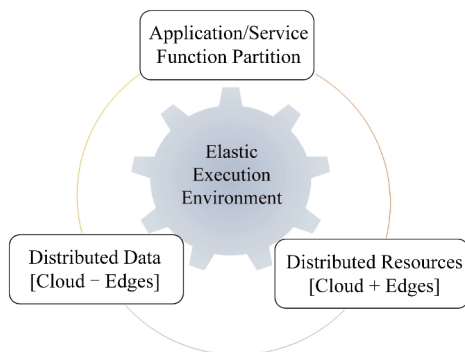 Application/Service
Function Partition
Elastic
Execution
Environment
Distributed Data
[Cloud − Edges]
Distributed Resources
[Cloud + Edges]